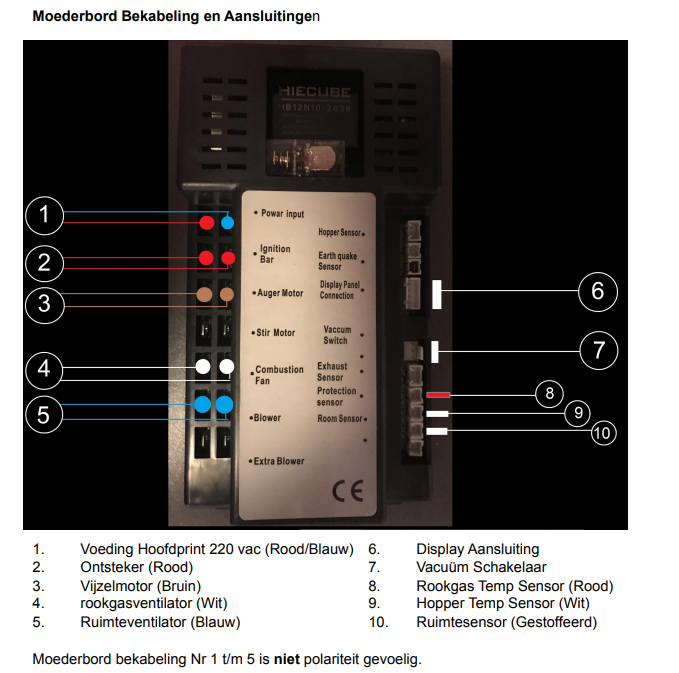 Moederbord Bekabeling en Aansluitingen
HIECUBE
1
2
3
4
5
6
7
8
9
10
• Powar input
• Ignition
Bar
• Auger Motor
• Stir Motor
• Combustion
Fan
• Blower
• Extra Blower
Hopper Sensor •
Earth quake •
Sensor
Display Panel •
Connection
Vaccum •
Switch
Exhaust •
Sensor
Protection •
sensor
Room Sensor •
CE
1. Voeding Hoofdprint 220 vac (Rood/Blauw)
2. Ontsteker (Rood)
3. Vijzelmotor (Bruin)
4. rookgasventilator (Wit)
5. Ruimteventilator (Blauw)
6. Display Aansluiting
7. Vacuüm Schakelaar
8. Rookgas Temp Sensor (Rood)
9. Hopper Temp Sensor (Wit)
10. Ruimtesensor (Gestoffeerd)
Moederbord bekabeling Nr 1 t/m 5 is niet polariteit gevoelig.